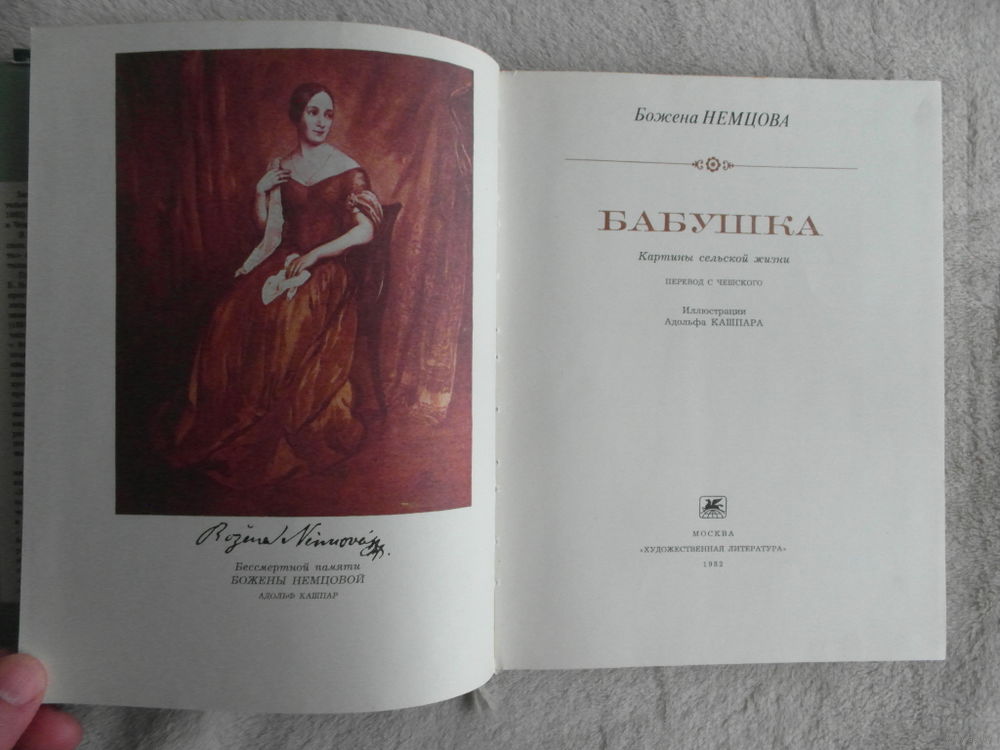 Božena Němcová
Бессмертной памяти
БОЖЕНЫ НЕМЦОВОЙ
АДОЛЬФ КАШПАР
Божена НЕМЦОВА
БАБУШКА
Картины сельской жизни
ПЕРЕВОД С ЧЕШСКОГО
Иллюстрации
Адольфа КАШПАРА
МОСКВА
«ХУДОЖЕСТВЕННАЯ ЛИТЕРАТУРА»
1982